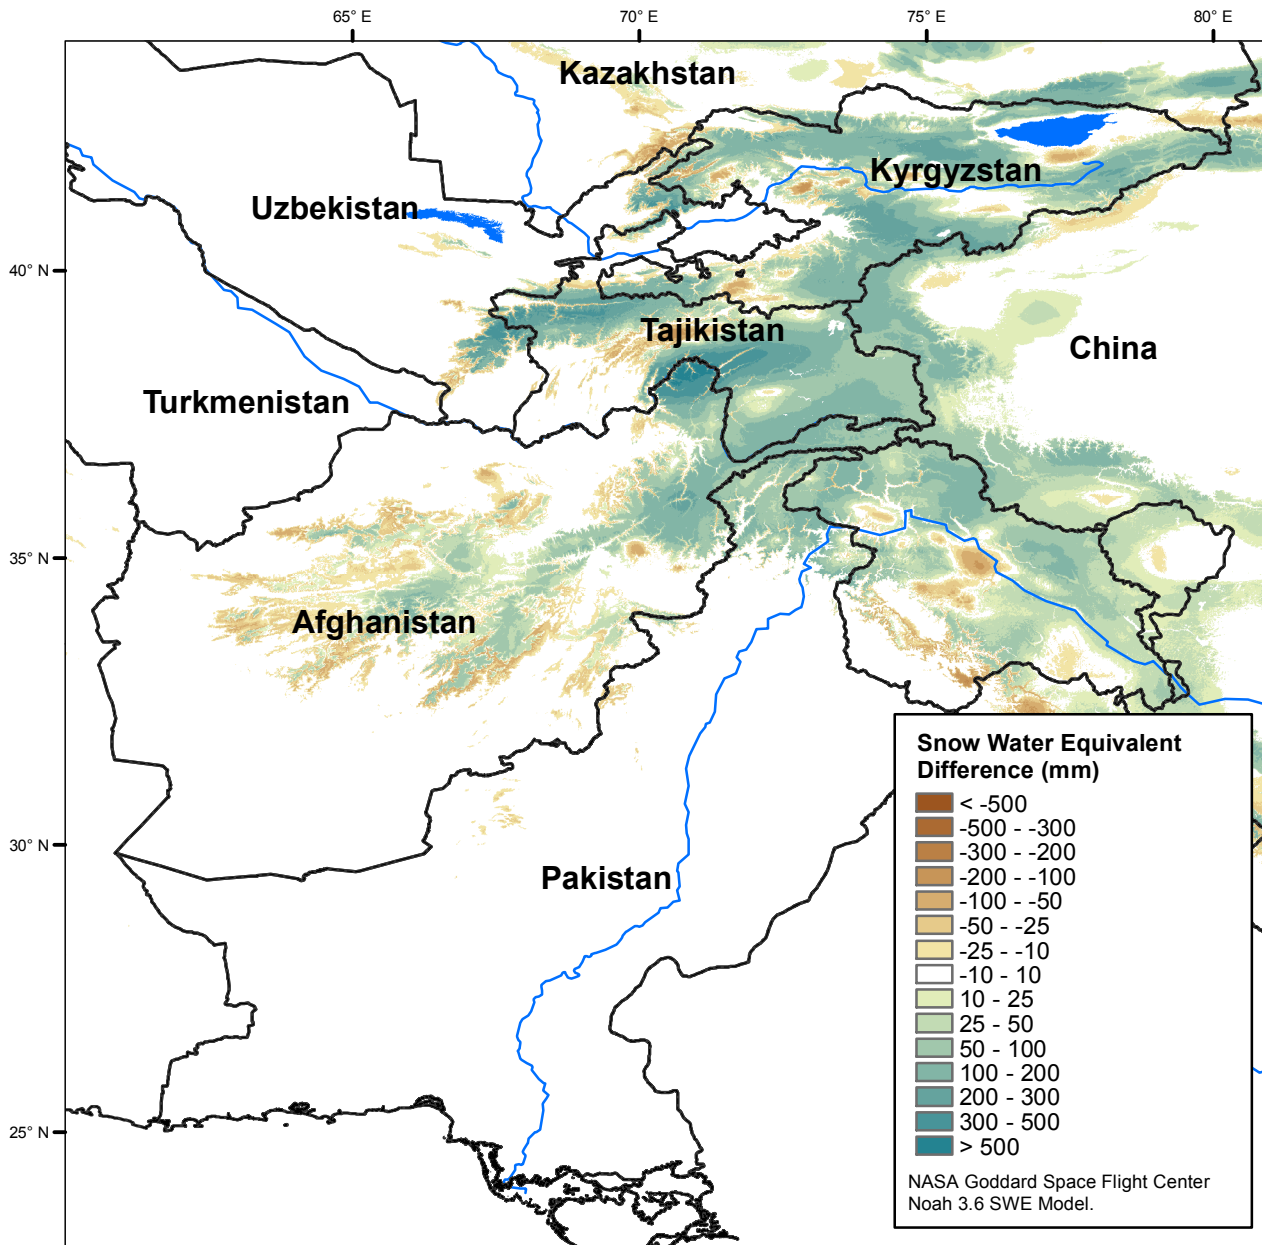 65° E
70° E
75° E
80° E
Kazakhstan
Kyrgyzstan
Uzbekistan
40° N
Tajikistan
China
Turkmenistan
35° N
Afghanistan
30° N
Pakistan
25° N
Snow Water Equivalent
Difference (mm)
< -500
-500 - -300
-300 - -200
-200 - -100
-100 - -50
-50 - -25
-25 - -10
-10 - 10
10 - 25
25 - 50
50 - 100
100 - 200
200 - 300
300 - 500
> 500
NASA Goddard Space Flight Center
Noah 3.6 SWE Model.